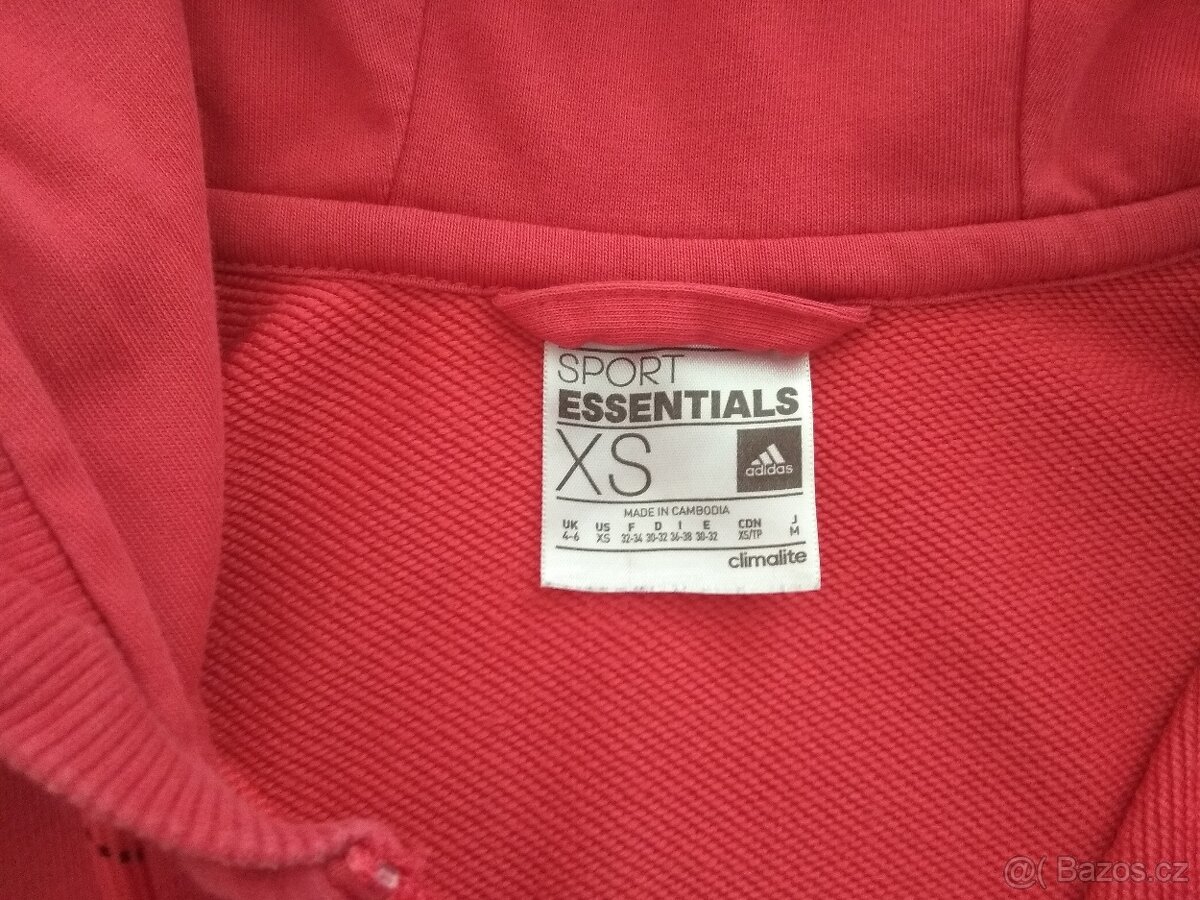 SPORT
ESSENTIALS
XS
adidas
MADE IN CAMBODIA
UK US F D I E CDN J
4-6 XS 32-34 30-32 36-38 30-32 XS/TP M
climalite
@( Bazos.cz